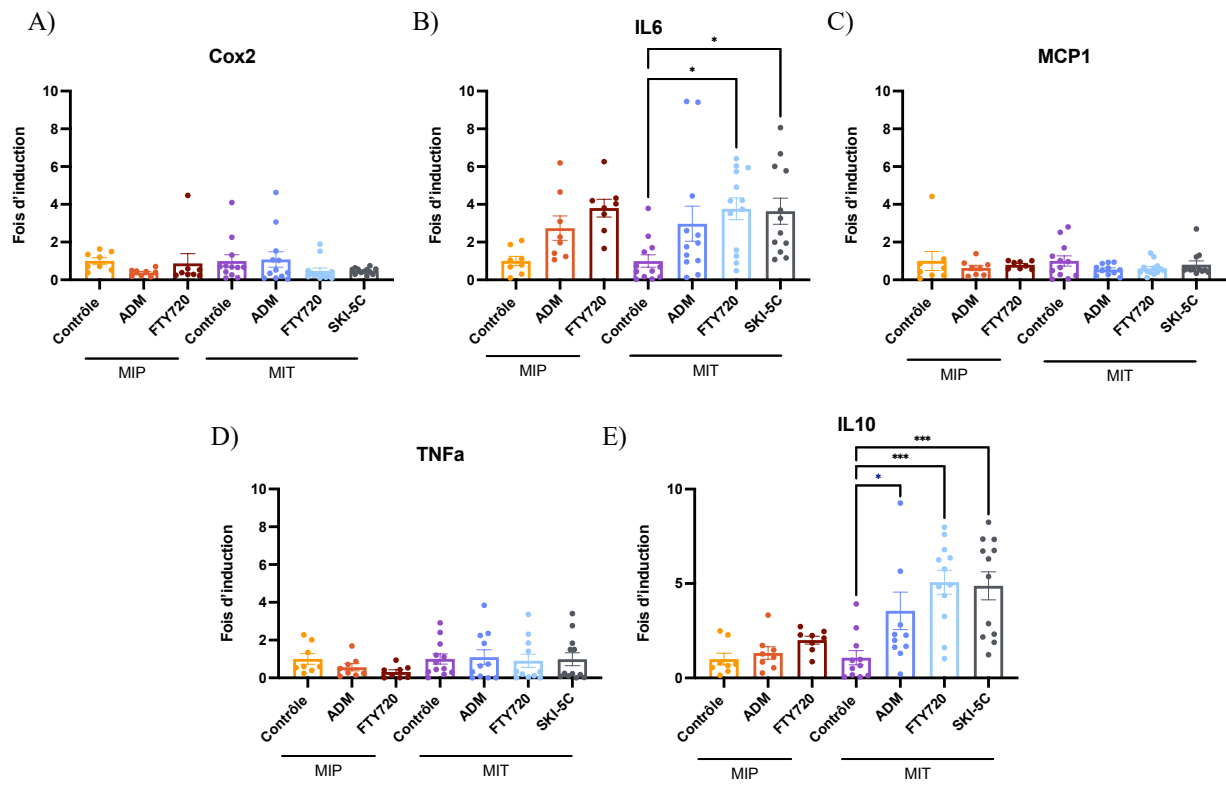 A)
Cox2
Fois d'induction
10
8
6
4
2
0
Contrôle
ADM
FTY720
Contrôle
ADM
FTY720
SKI-5C
MIP
MIT
B)
IL6
*
*
10
8
6
4
2
0
Contrôle
ADM
FTY720
Contrôle
ADM
FTY720
SKI-5C
MIP
MIT
C)
MCP1
Fois d'induction
10
8
6
4
2
0
Contrôle
ADM
FTY720
Contrôle
ADM
FTY720
SKI-5C
MIP
MIT
D)
TNFa
Fois d'induction
10
8
6
4
2
0
Contrôle
ADM
FTY720
Contrôle
ADM
FTY720
SKI-5C
MIP
MIT
E)
IL10
***
***
*
Fois d'induction
10
5
0
Contrôle
ADM
FTY720
Contrôle
ADM
FTY720
SKI-5C
MIP
MIT